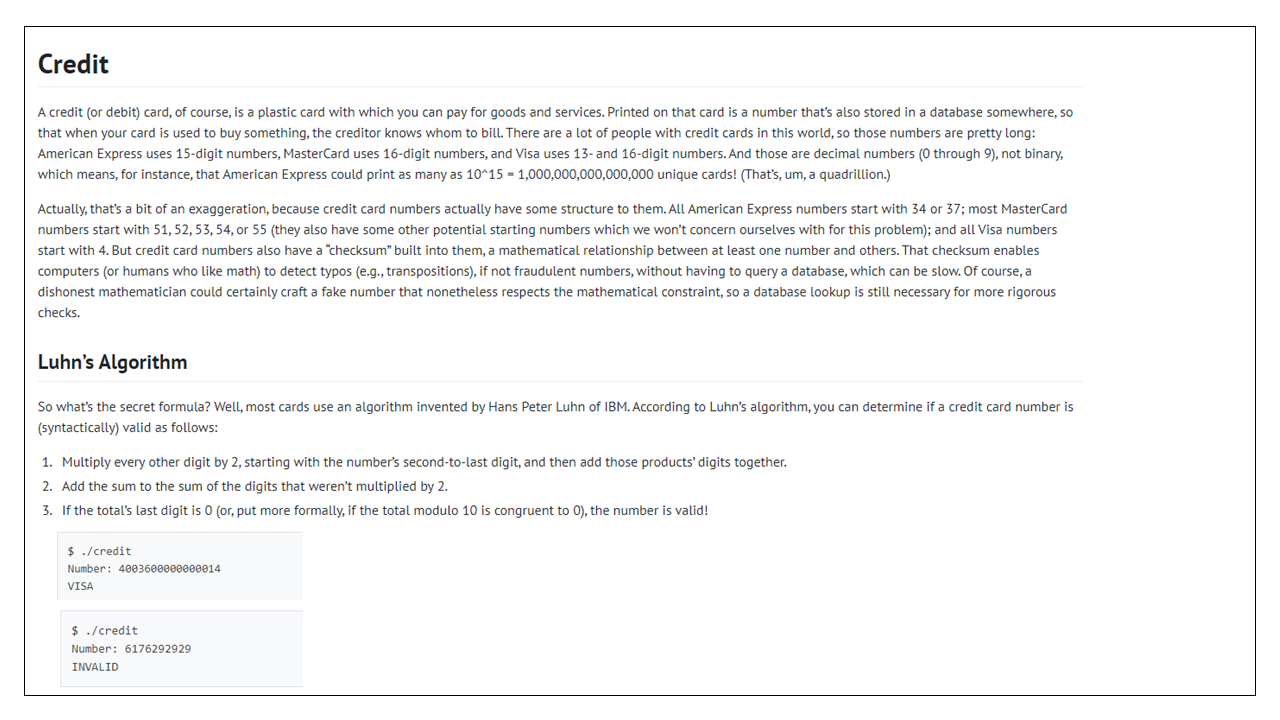 Credit
A credit (or debit) card, of course, is a plastic card with which you can pay for goods and services. Printed on that card is a number that’s also stored in a database somewhere, so
that when your card is used to buy something, the creditor knows whom to bill. There are a lot of people with credit cards in this world, so those numbers are pretty long:
American Express uses 15-digit numbers, MasterCard uses 16-digit numbers, and Visa uses 13- and 16-digit numbers. And those are decimal numbers (0 through 9), not binary,
which means, for instance, that American Express could print as many as 10^15 = 1,000,000,000,000,000 unique cards! (That’s, um, a quadrillion.)
Actually, that’s a bit of an exaggeration, because credit card numbers actually have some structure to them. All American Express numbers start with 34 or 37; most MasterCard
numbers start with 51, 52, 53, 54, or 55 (they also have some other potential starting numbers which we won’t concern ourselves with for this problem); and all Visa numbers
start with 4. But credit card numbers also have a “checksum” built into them, a mathematical relationship between at least one number and others. That checksum enables
computers (or humans who like math) to detect typos (e.g., transpositions), if not fraudulent numbers, without having to query a database, which can be slow. Of course, a
dishonest mathematician could certainly craft a fake number that nonetheless respects the mathematical constraint, so a database lookup is still necessary for more rigorous
checks.
Luhn’s Algorithm
So what’s the secret formula? Well, most cards use an algorithm invented by Hans Peter Luhn of IBM. According to Luhn’s algorithm, you can determine if a credit card number is
(syntactically) valid as follows:
1. Multiply every other digit by 2, starting with the number’s second-to-last digit, and then add those products’ digits together.
2. Add the sum to the sum of the digits that weren’t multiplied by 2.
3. If the total’s last digit is 0 (or, put more formally, if the total modulo 10 is congruent to 0), the number is valid!
$ ./credit
Number: 4003600000000014
VISA
$ ./credit
Number: 6176292929
INVALID